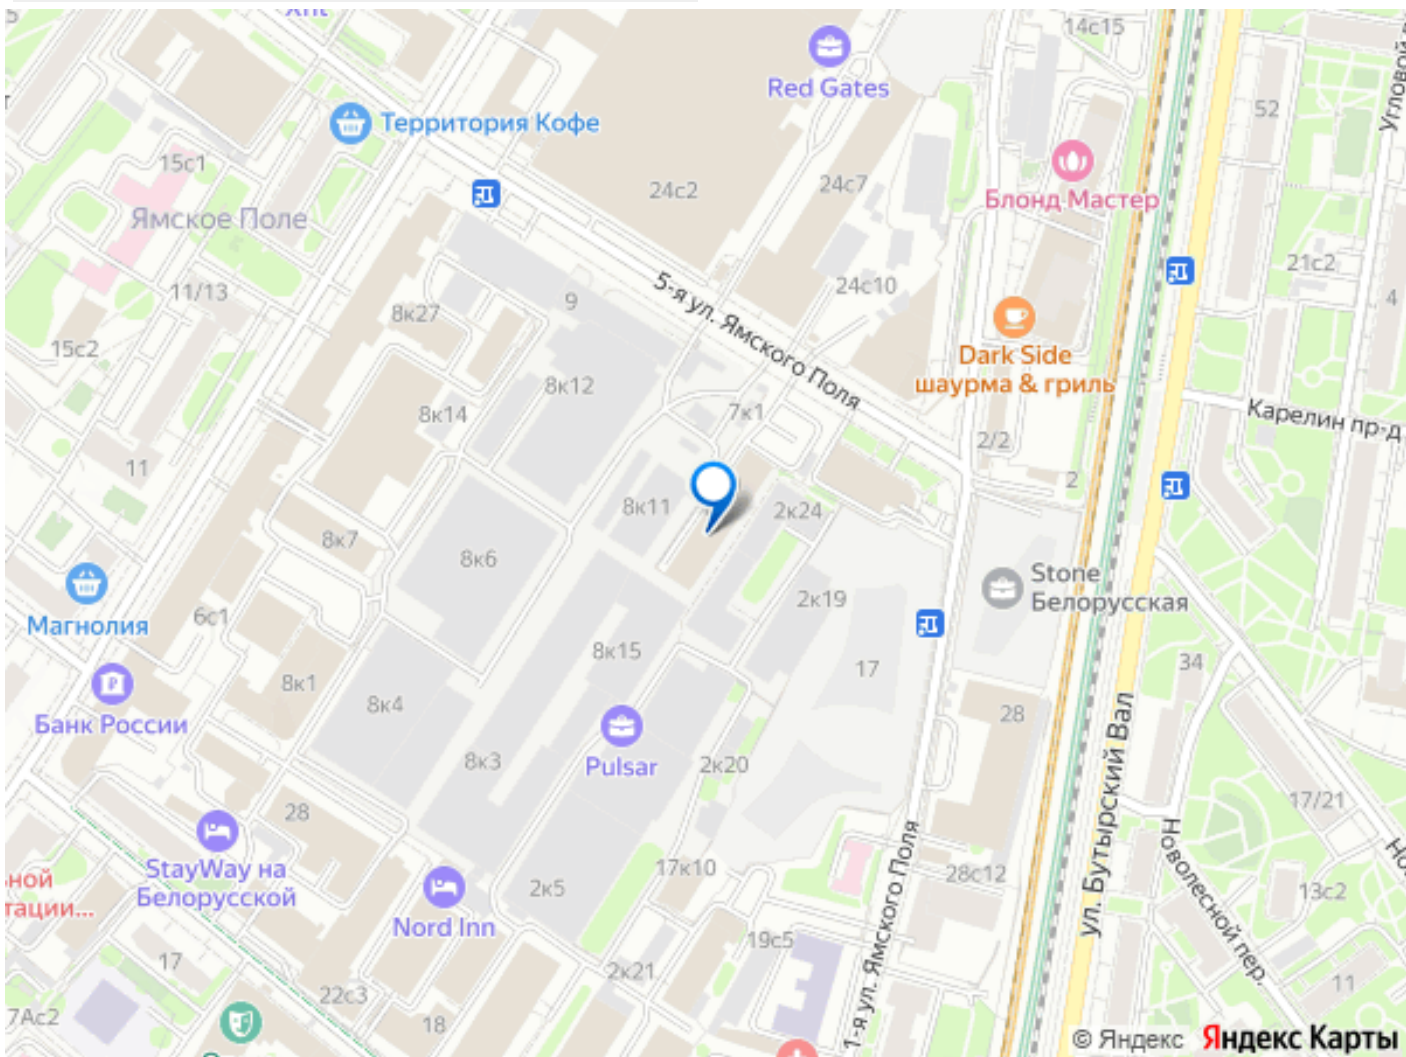 14с15
Red Gates
52
Территория Кофе
15с1
24с2
24с7
Блонд Мастер
Ямское Поле
21с2
11/13
9
5-я ул. Ямского Поля
24с10
4
8к27
15с2
Dark Side
шаурма & гриль
8к12
8к14
7к1
Карелин пр-д
2/2
11
2
8к11
2к24
8к7
8к6
Stone
Белорусская
2к19
Магнолия
6с1
8к15
17
34
8к1
8к4
Банк России
28
8к3
Pulsar
2к20
ул. Бутырский Вал
17/21
28
StayWay на
Белорусской
17к10
28с12
Новолесной пер.
13с2
2к5
Nord Inn
1-я ул. Ямского Поля
19с5
17
2к21
11
22с3
7Ас2
18
© Яндекс Яндекс Карты